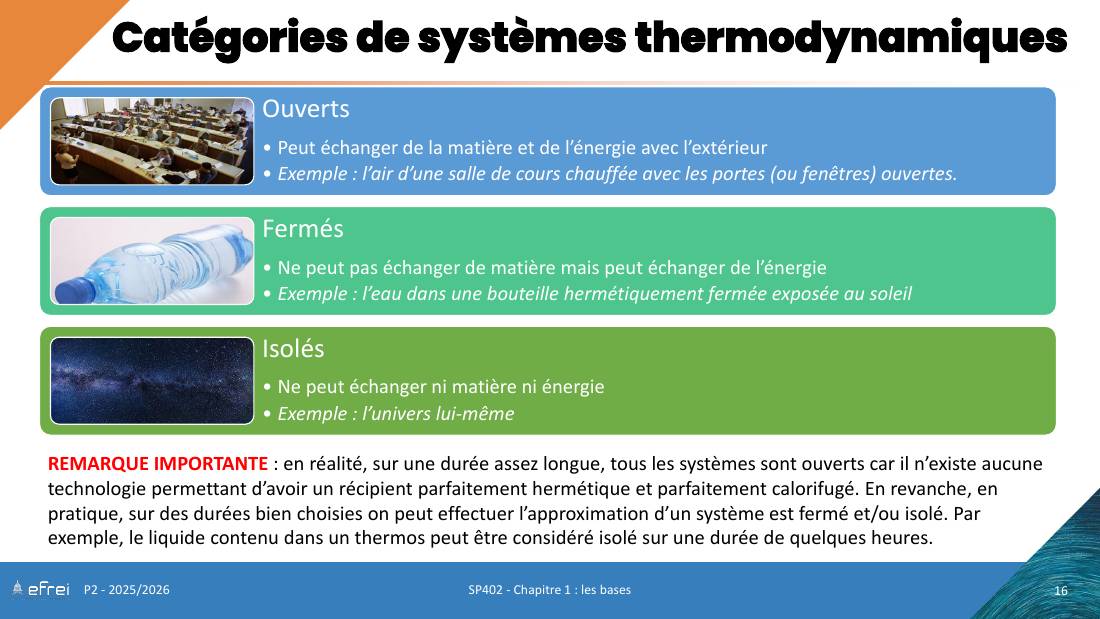 Catégories de systèmes thermodynamiques
Ouverts
• Peut échanger de la matière et de l’énergie avec l’extérieur
• Exemple : l’air d’une salle de cours chauffée avec les portes (ou fenêtres) ouvertes.
Fermés
• Ne peut pas échanger de matière mais peut échanger de l’énergie
• Exemple : l’eau dans une bouteille hermétiquement fermée exposée au soleil
Isolés
• Ne peut échanger ni matière ni énergie
• Exemple : l’univers lui-même
REMARQUE IMPORTANTE : en réalité, sur une durée assez longue, tous les systèmes sont ouverts car il n’existe aucune
technologie permettant d’avoir un récipient parfaitement hermétique et parfaitement calorifugé. En revanche, en
pratique, sur des durées bien choisies on peut effectuer l’approximation d’un système est fermé et/ou isolé. Par
exemple, le liquide contenu dans un thermos peut être considéré isolé sur une durée de quelques heures.
efrei P2 - 2025/2026 SP402 - Chapitre 1 : les bases 16